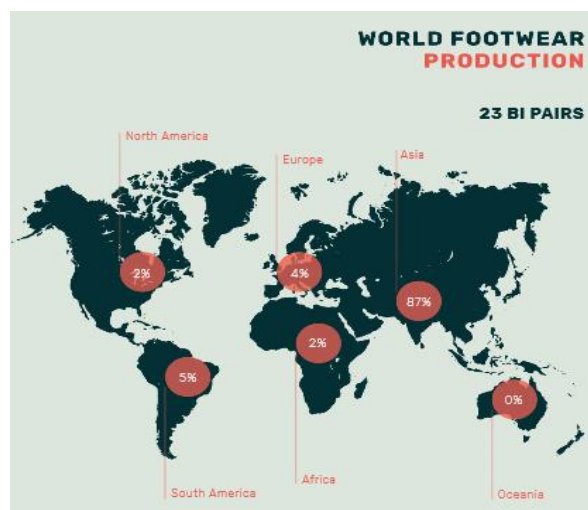 WORLD FOOTWEAR
PRODUCTION
23 BI PAIRS
North America
Europe
Asia
2%
4%
87%
2%
5%
0%
Africa
South America
Oceania